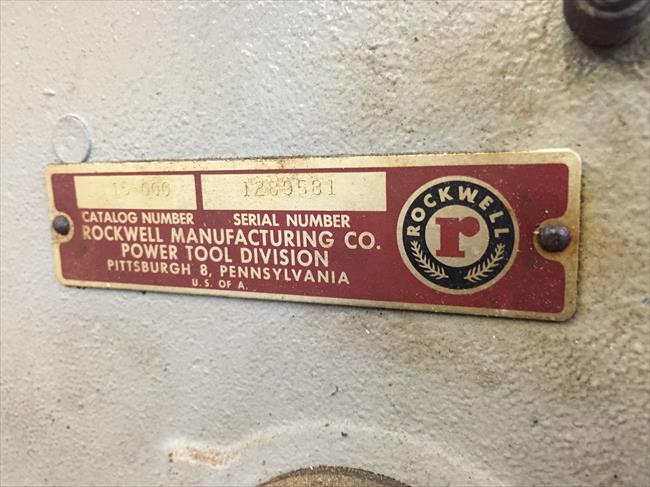 15-000 1289581
CATALOG NUMBER SERIAL NUMBER
ROCKWELL MANUFACTURING CO.
POWER TOOL DIVISION
PITTSBURGH 8, PENNSYLVANIA
U. S. OF A.
ROCKWELL
r